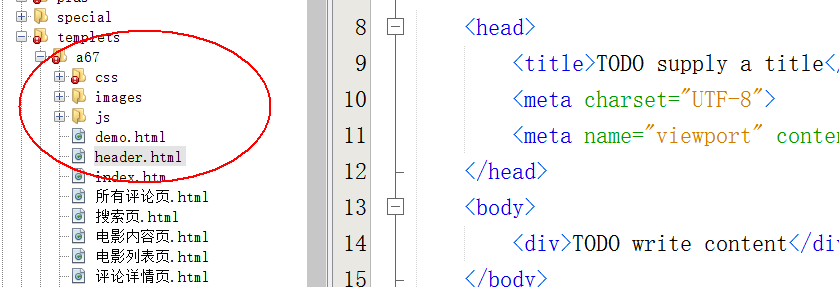 plus
special
templets
a67
css
images
js
demo.html
header.html
index.htm
所有评论页.html
搜索页.html
电影内容页.html
电影列表页.html
评论详情页.html
8 <head>
9 <title>TODO supply a title</
10 <meta charset="UTF-8">
11 <meta name="viewport" conten
12 </head>
13 <body>
14 <div>TODO write content</di
15 </body>